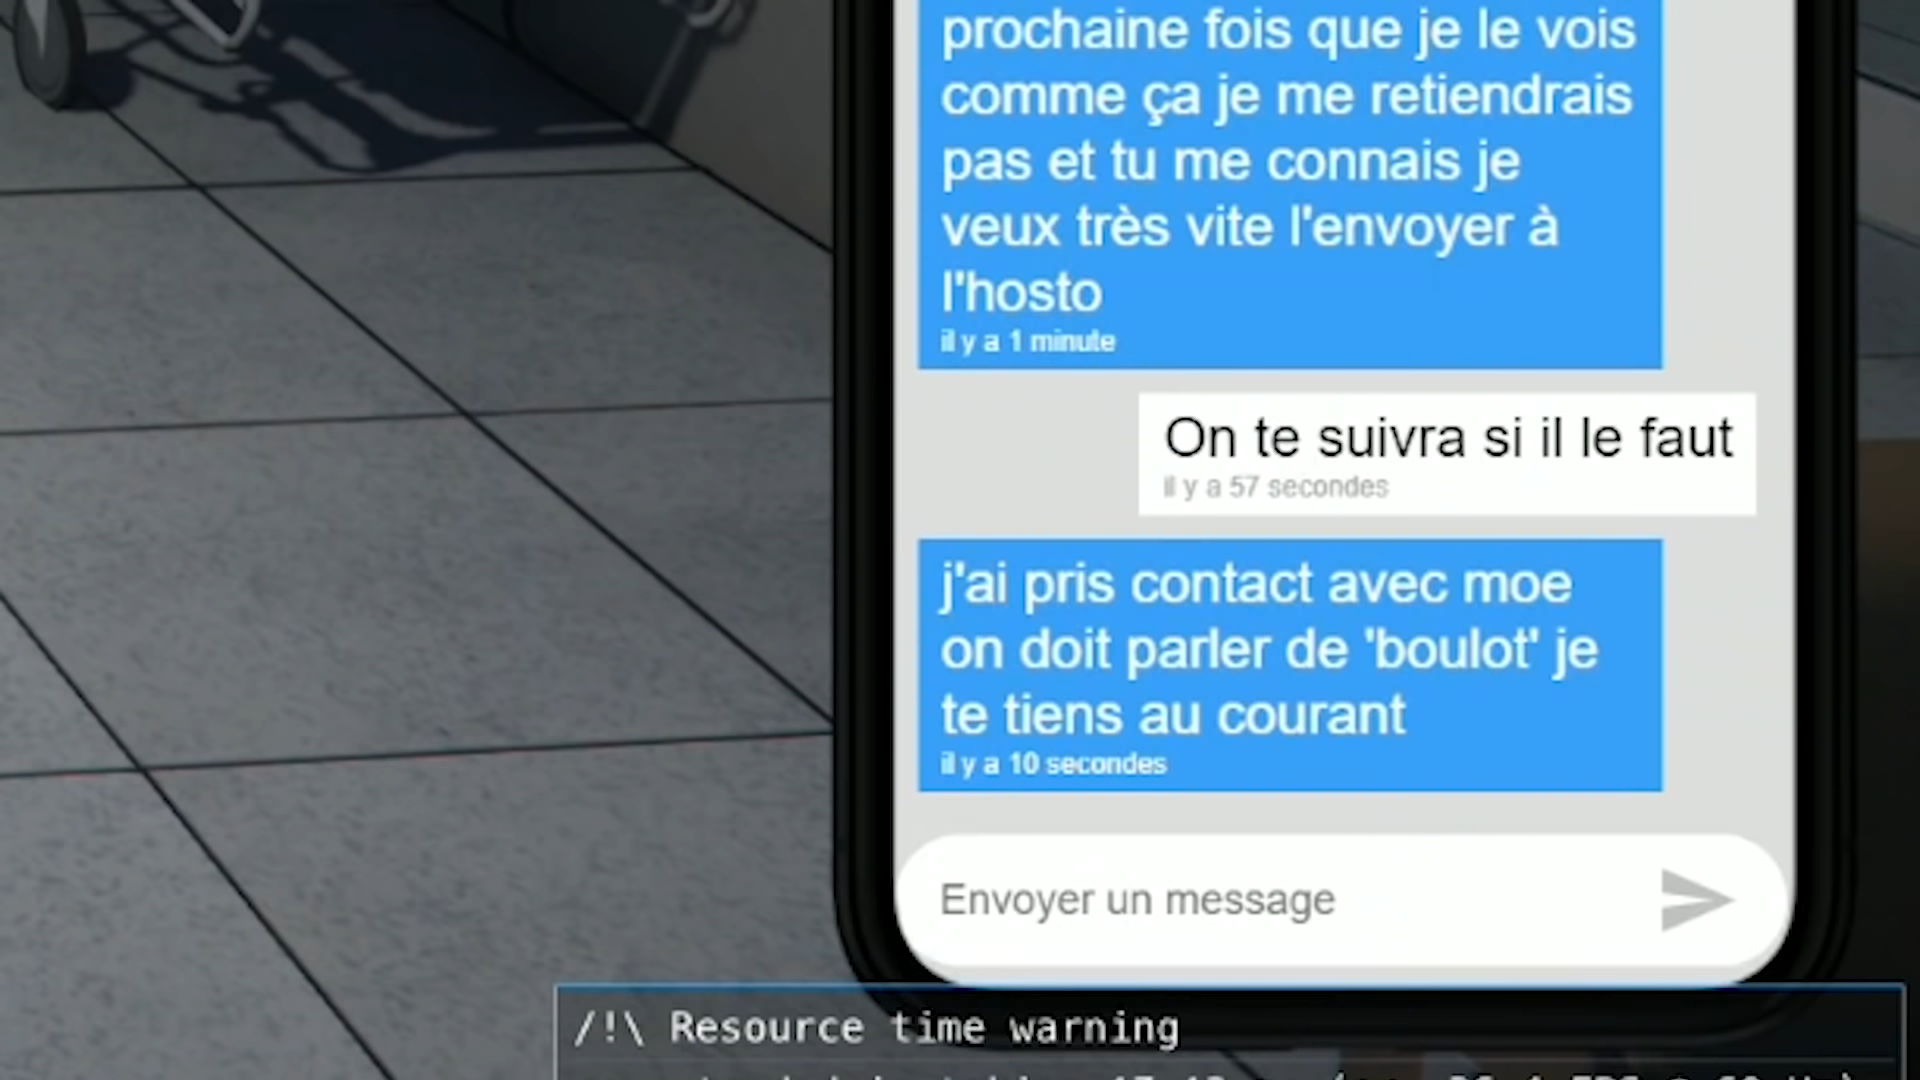 prochaine fois que je le vois
comme ça je me retiendrais
pas et tu me connais je
veux très vite l'envoyer à
l'hosto
il y a 1 minute
On te suivra si il le faut
il y a 57 secondes
j'ai pris contact avec moe
on doit parler de 'boulot' je
te tiens au courant
il y a 10 secondes
Envoyer un message
/!\ Resource time warning